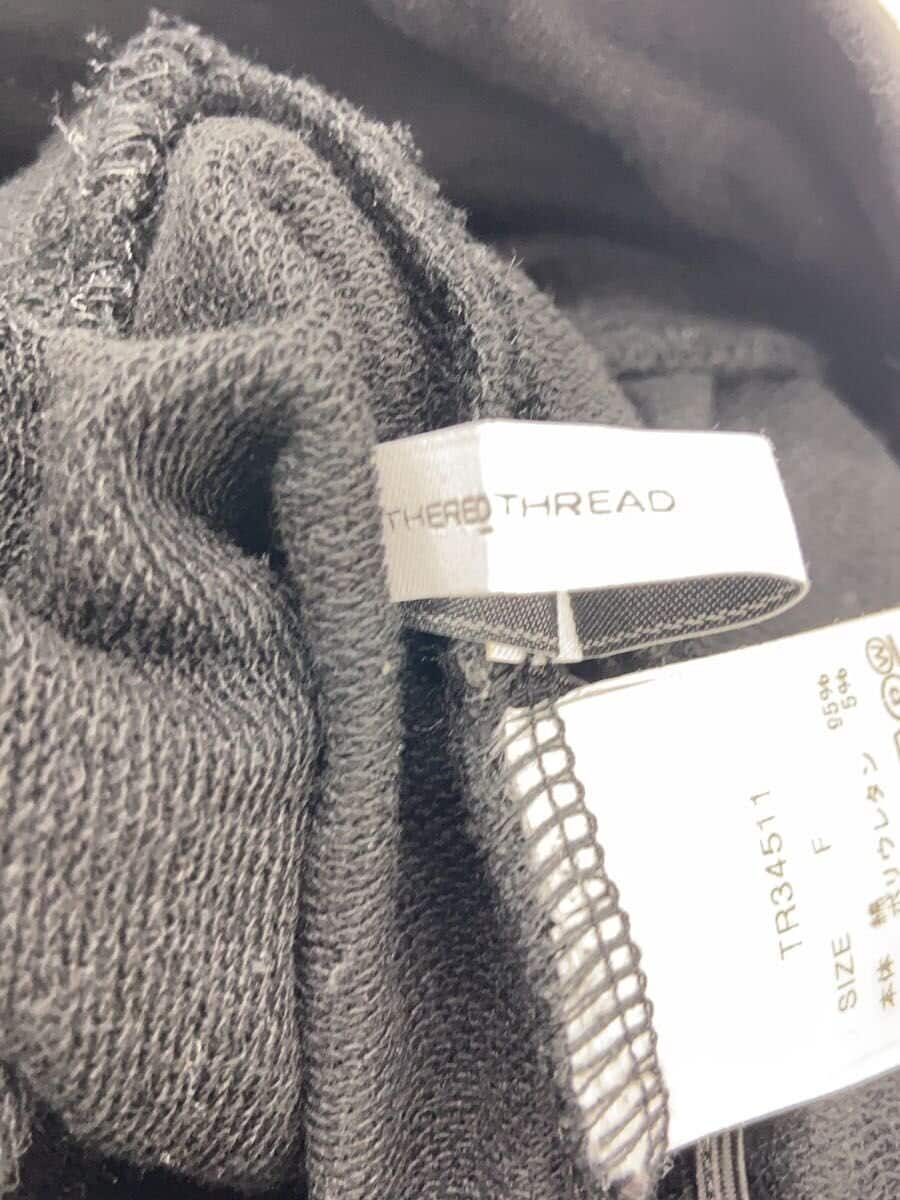 THERED THREAD
TR34511
SIZE F
本体 綿 95%
ポリウレタン 5%
P W